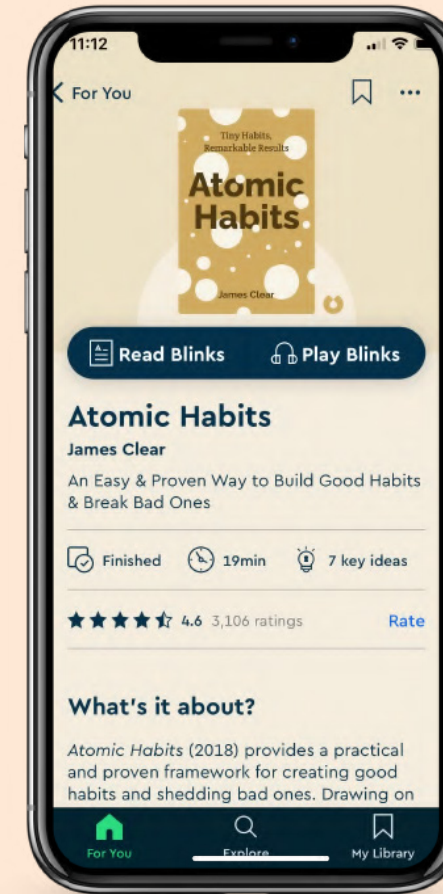 11:12
For You
Tiny Habits,
Remarkable Results
Atomic
Habits
James Clear
Read Blinks
Play Blinks
Atomic Habits
James Clear
An Easy & Proven Way to Build Good Habits
& Break Bad Ones
Finished
19min
7 key ideas
4.6 3,106 ratings
Rate
What's it about?
Atomic Habits (2018) provides a practical
and proven framework for creating good
habits and shedding bad ones. Drawing on
For You
Explore
My Library